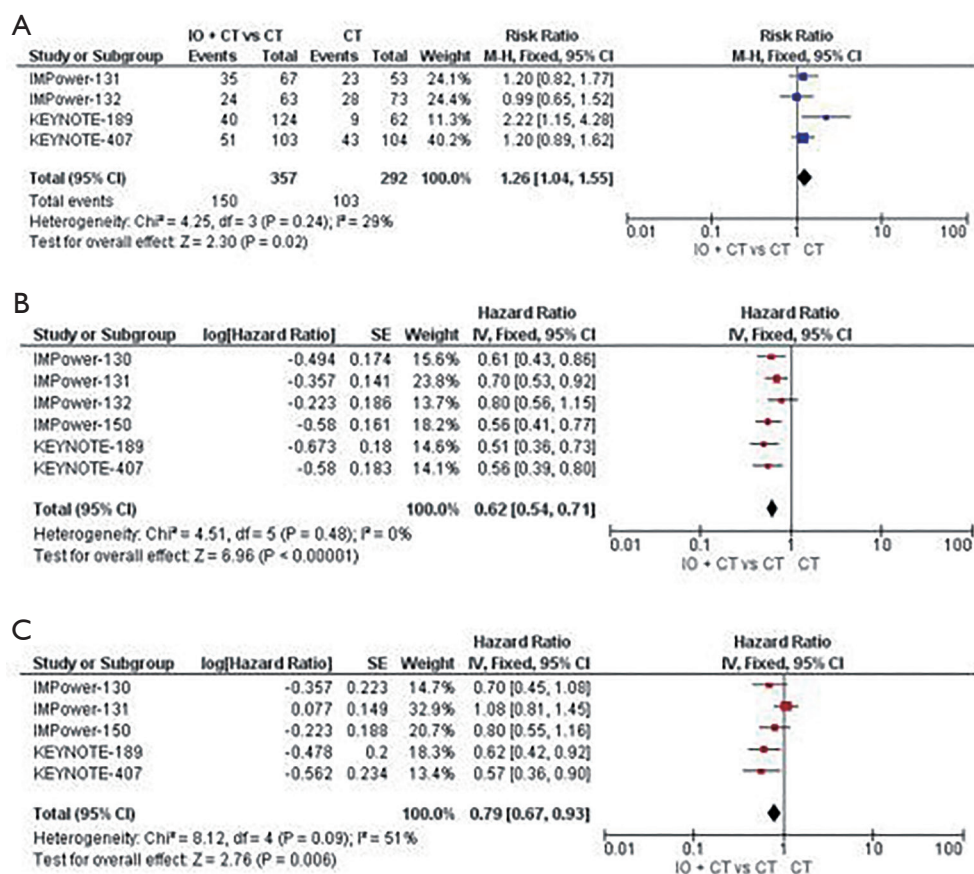 A
IO + CT vs CT CT Risk Ratio Risk Ratio
Study or Subgroup Events Total Events Total Weight M-H, Fixed, 95% CI M-H, Fixed, 95% CI
IMPower-131 35 67 23 53 24.1% 1.20 [0.82, 1.77]
IMPower-132 24 63 28 73 24.4% 0.99 [0.65, 1.52]
KEYNOTE-189 40 124 9 62 11.3% 2.22 [1.15, 4.28]
KEYNOTE-407 51 103 43 104 40.2% 1.20 [0.89, 1.62]
Total (95% CI) 357 292 100.0% 1.26 [1.04, 1.55]
Total events 150 103
Heterogeneity: Chi² = 4.25, df = 3 (P = 0.24); I² = 29%
Test for overall effect: Z = 2.30 (P = 0.02)
0.01 0.1 1 10 100
IO + CT vs CT CT
B
Hazard Ratio Hazard Ratio
Study or Subgroup log[Hazard Ratio] SE Weight IV, Fixed, 95% CI IV, Fixed, 95% CI
IMPower-130 -0.494 0.174 15.6% 0.61 [0.43, 0.86]
IMPower-131 -0.357 0.141 23.8% 0.70 [0.53, 0.92]
IMPower-132 -0.223 0.186 13.7% 0.80 [0.56, 1.15]
IMPower-150 -0.58 0.161 18.2% 0.56 [0.41, 0.77]
KEYNOTE-189 -0.673 0.18 14.6% 0.51 [0.36, 0.73]
KEYNOTE-407 -0.58 0.183 14.1% 0.56 [0.39, 0.80]
Total (95% CI) 100.0% 0.62 [0.54, 0.71]
Heterogeneity: Chi² = 4.51, df = 5 (P = 0.48); I² = 0%
Test for overall effect: Z = 6.96 (P < 0.00001)
0.01 0.1 1 10 100
IO + CT vs CT CT
C
Hazard Ratio Hazard Ratio
Study or Subgroup log[Hazard Ratio] SE Weight IV, Fixed, 95% CI IV, Fixed, 95% CI
IMPower-130 -0.357 0.223 14.7% 0.70 [0.45, 1.08]
IMPower-131 0.077 0.149 32.9% 1.08 [0.81, 1.45]
IMPower-150 -0.223 0.188 20.7% 0.80 [0.55, 1.16]
KEYNOTE-189 -0.478 0.2 18.3% 0.62 [0.42, 0.92]
KEYNOTE-407 -0.562 0.234 13.4% 0.57 [0.36, 0.90]
Total (95% CI) 100.0% 0.79 [0.67, 0.93]
Heterogeneity: Chi² = 8.12, df = 4 (P = 0.09); I² = 51%
Test for overall effect: Z = 2.76 (P = 0.006)
0.01 0.1 1 10 100
IO + CT vs CT CT